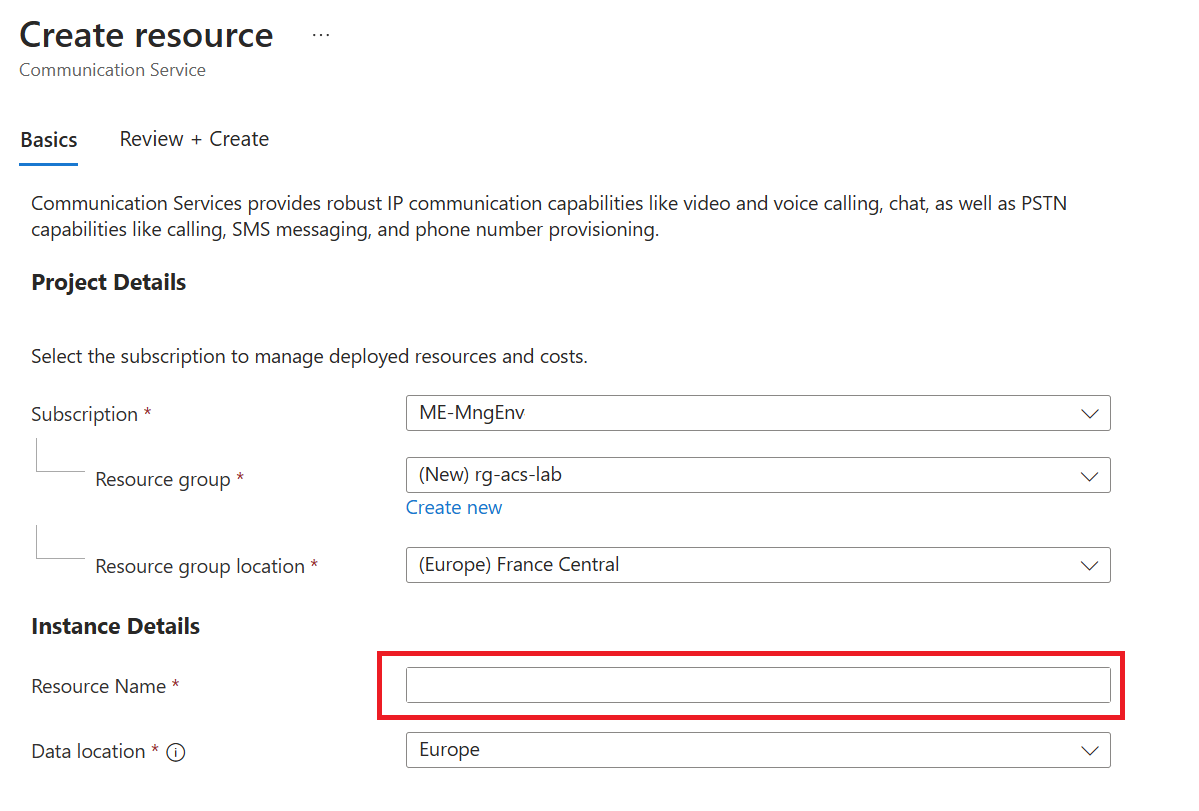 Create resource ...
Communication Service
Basics Review + Create
Communication Services provides robust IP communication capabilities like video and voice calling, chat, as well as PSTN
capabilities like calling, SMS messaging, and phone number provisioning.
Project Details
Select the subscription to manage deployed resources and costs.
Subscription * ME-MngEnv
Resource group * (New) rg-acs-lab
Create new
Resource group location * (Europe) France Central
Instance Details
Resource Name *
Data location * Europe